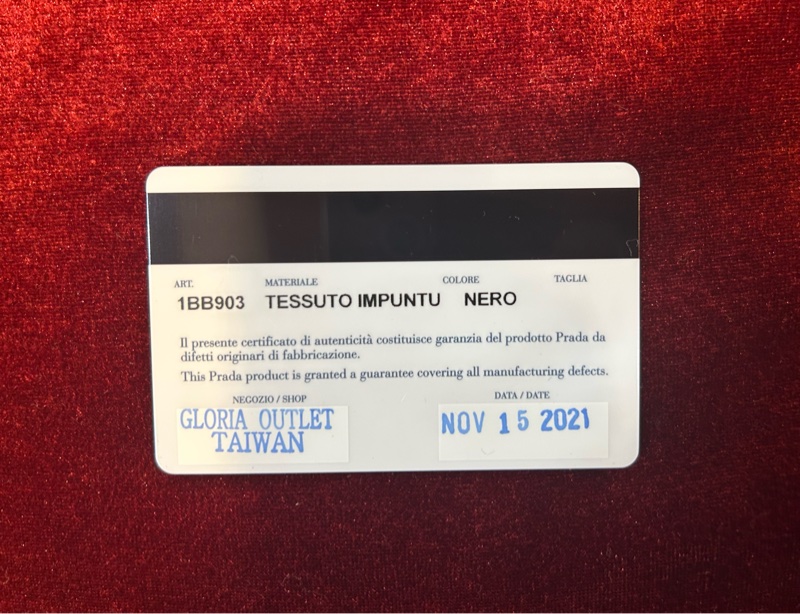 ART. MATERIALE COLORE TAGLIA
1BB903 TESSUTO IMPUNTU NERO
Il presente certificato di autenticità costituisce garanzia del prodotto Prada da
difetti originari di fabbricazione.
This Prada product is granted a guarantee covering all manufacturing defects.
NEGOZIO / SHOP DATA / DATE
GLORIA OUTLET NOV 15 2021
TAIWAN